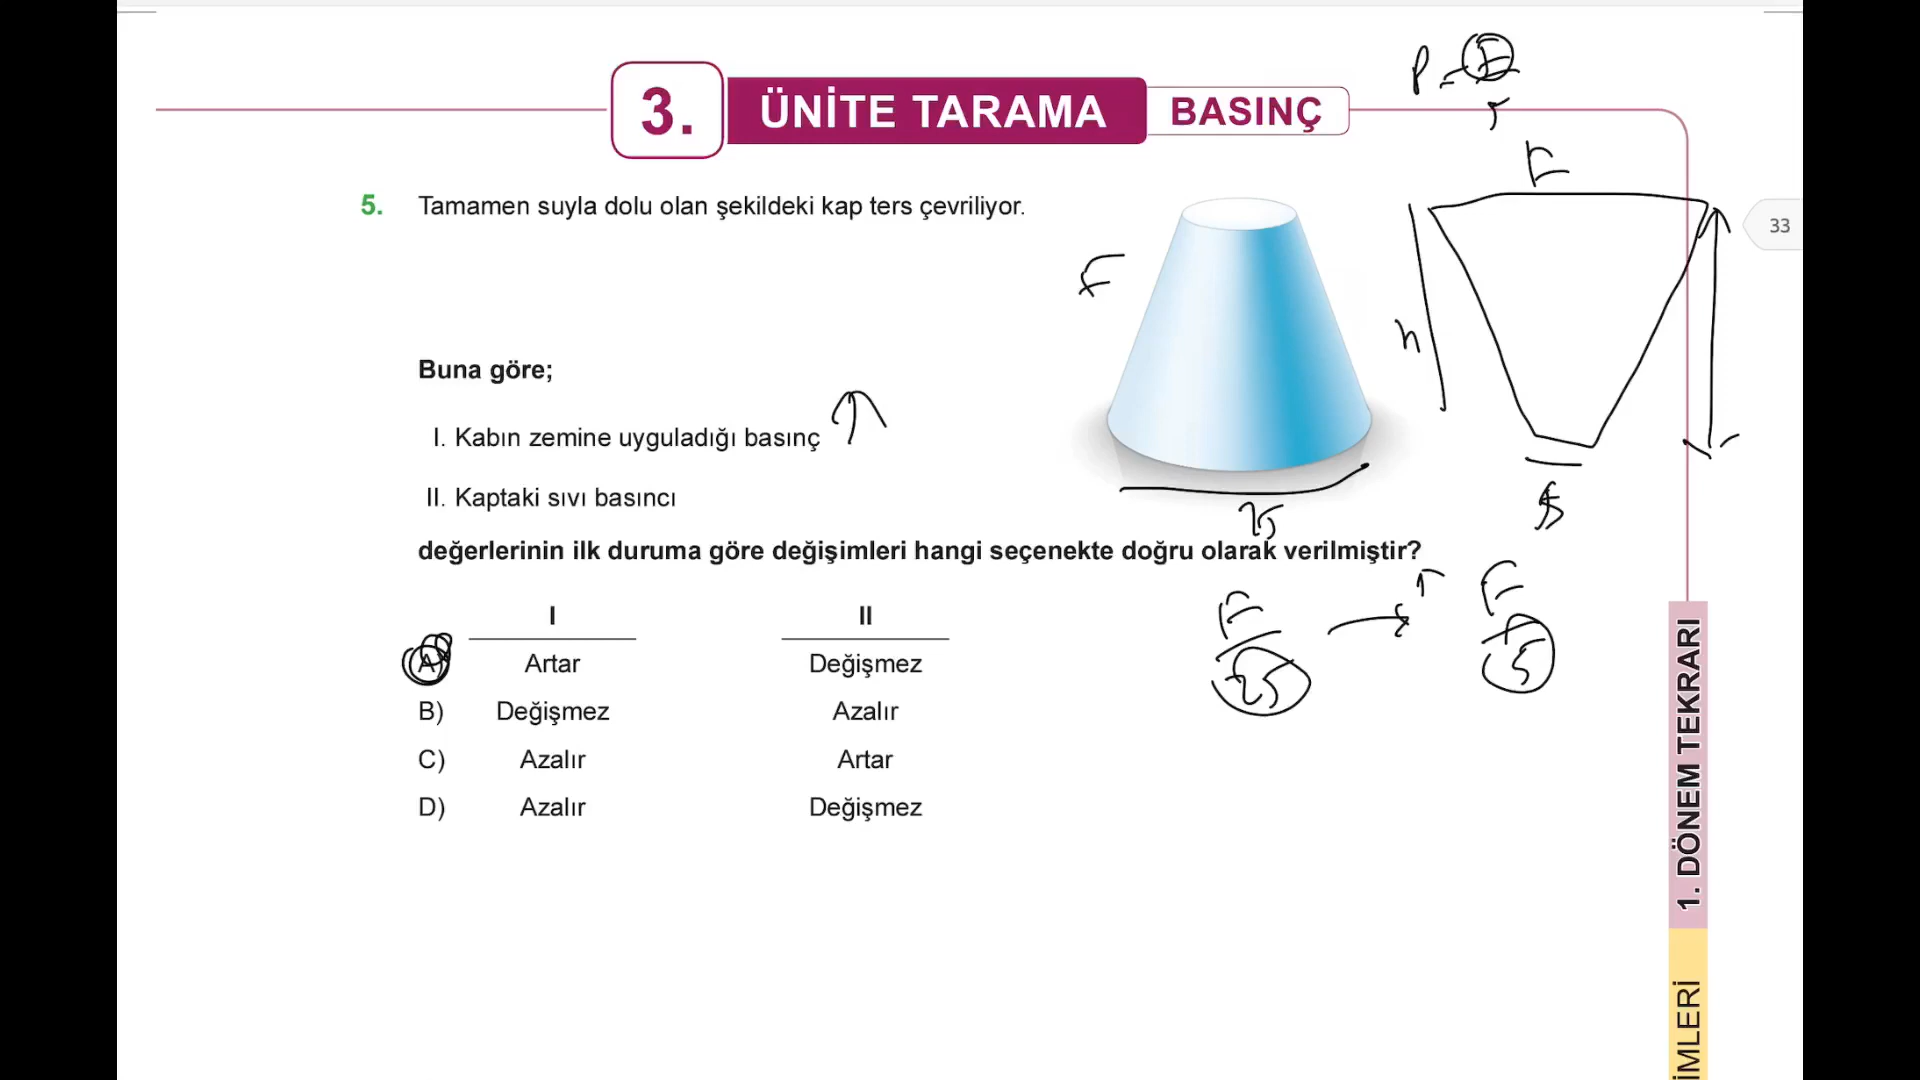 3. ÜNİTE TARAMA BASINÇ
P = F
S
33
5. Tamamen suyla dolu olan şekildeki kap ters çevriliyor.
F
h
Buna göre;
I. Kabın zemine uyguladığı basınç
II. Kaptaki sıvı basıncı
2S
S
değerlerinin ilk duruma göre değişimleri hangi seçenekte doğru olarak verilmiştir?
F F
2S S
I II
A) Artar Değişmez
B) Değişmez Azalır
C) Azalır Artar
D) Azalır Değişmez
1. DÖNEM TEKRARI
İMLERİ